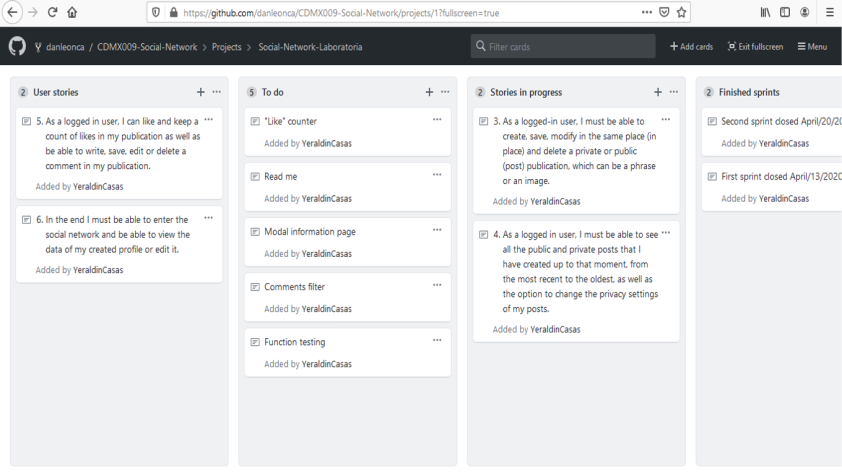 https://github.com/danleonca/CDMX009-Social-Network/projects/1?fullscreen=true
danleonca / CDMX009-Social-Network > Projects > Social-Network-Laboratoria
Filter cards
+ Add cards
Exit fullscreen
Menu
2 User stories
5. As a logged in user, I can like and keep a
count of likes in my publication as well as
be able to write, save, edit or delete a
comment in my publication.
Added by YeraldinCasas
6. In the end I must be able to enter the
social network and be able to view the
data of my created profile or edit it.
Added by YeraldinCasas
5 To do
"Like" counter
Added by YeraldinCasas
Read me
Added by YeraldinCasas
Modal information page
Added by YeraldinCasas
Comments filter
Added by YeraldinCasas
Function testing
Added by YeraldinCasas
2 Stories in progress
3. As a logged-in user, I must be able to
create, save, modify in the same place (in
place) and delete a private or public
(post) publication, which can be a phrase
or an image.
Added by YeraldinCasas
4. As a logged in user, I must be able to see
all the public and private posts that I
have created up to that moment, from
the most recent to the oldest, as well as
the option to change the privacy settings
of my posts.
Added by YeraldinCasas
2 Finished sprints
Second sprint closed April/20/20
Added by YeraldinCasas
First sprint closed April/13/2020
Added by YeraldinCasas